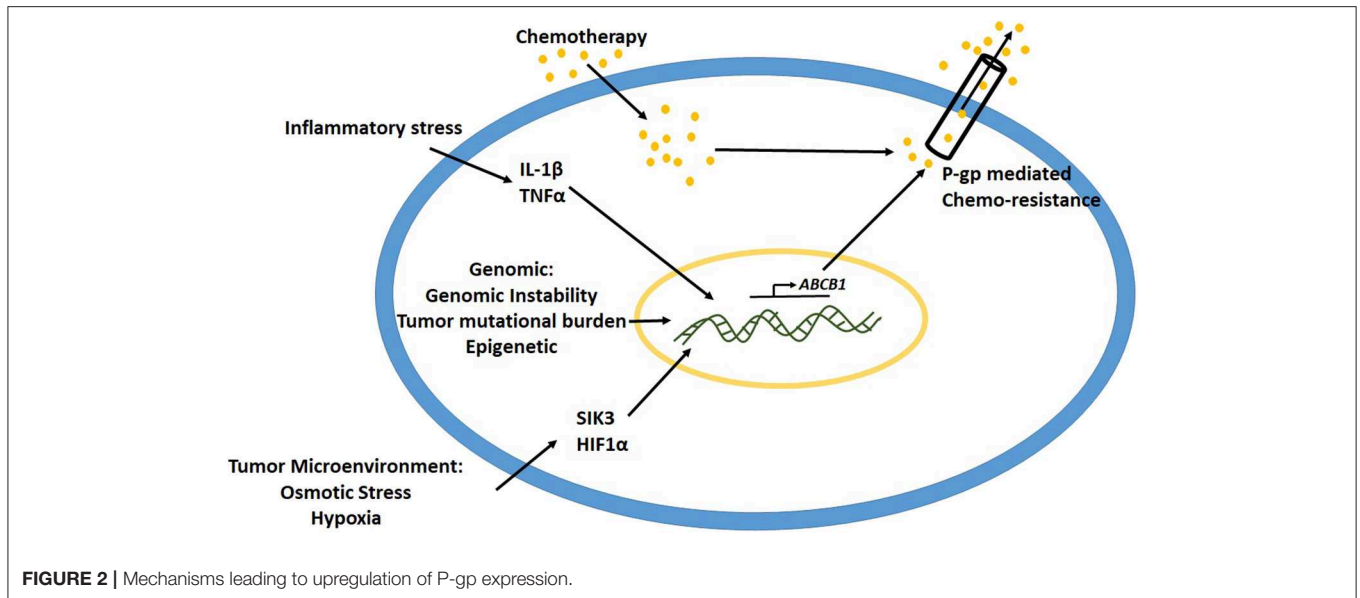 Chemotherapy
Inflammatory stress
IL-1β
TNFα
P-gp mediated
Chemo-resistance
Genomic:
Genomic Instability
Tumor mutational burden
Epigenetic
ABCB1
SIK3
HIF1α
Tumor Microenvironment:
Osmotic Stress
Hypoxia
FIGURE 2 | Mechanisms leading to upregulation of P-gp expression.